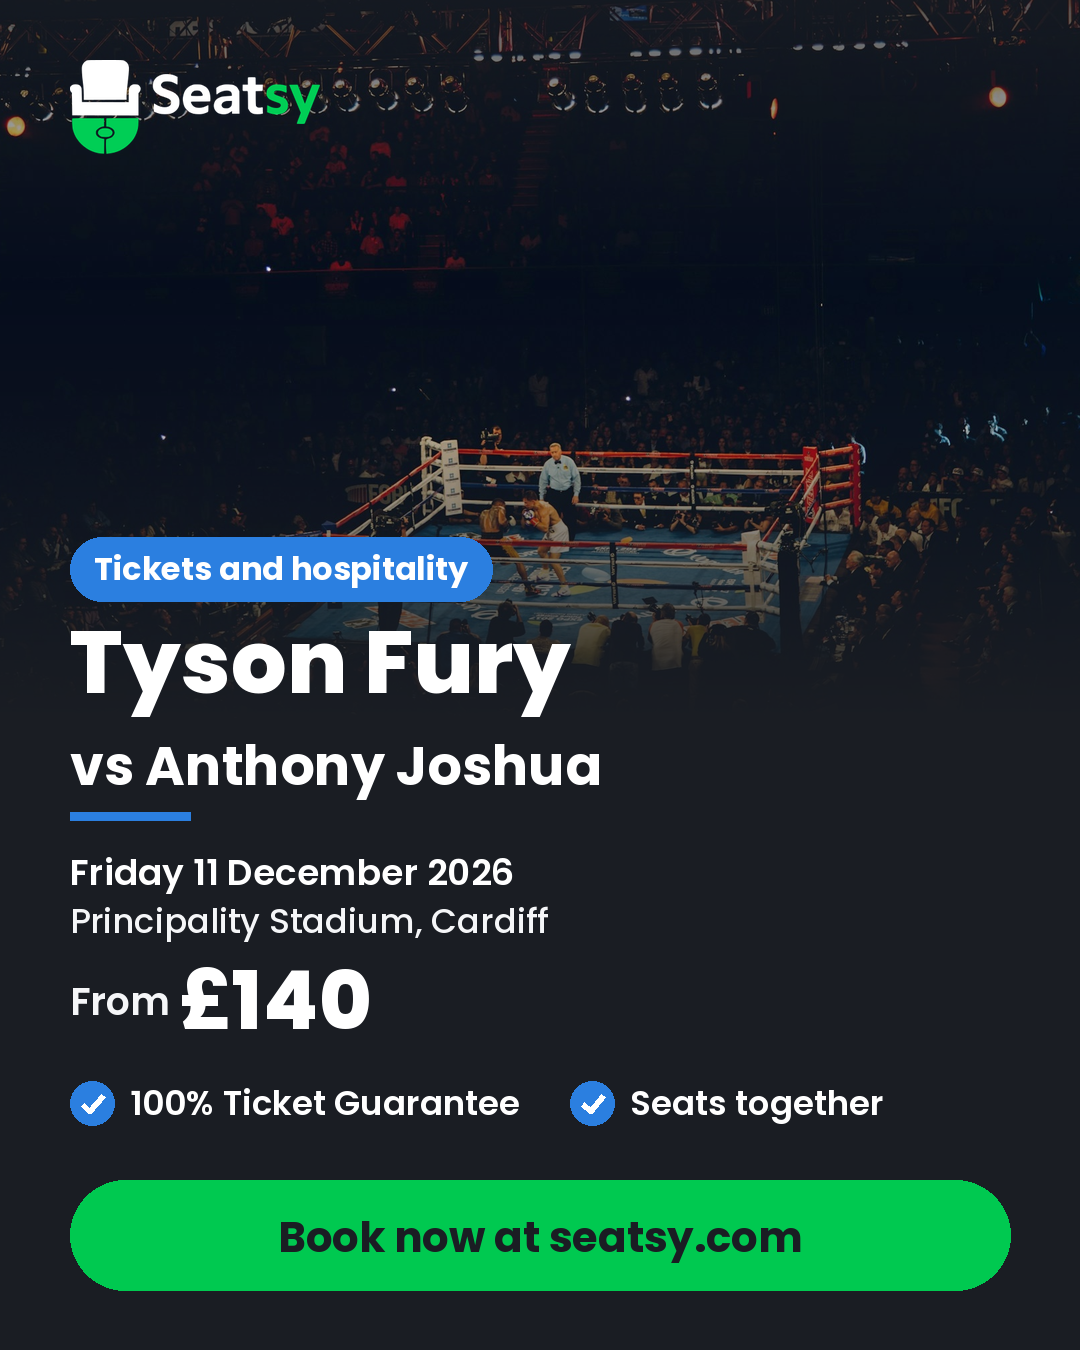 Seatsy
Tickets and hospitality
Tyson Fury
vs Anthony Joshua
Friday 11 December 2026
Principality Stadium, Cardiff
From £140
100% Ticket Guarantee
Seats together
Book now at seatsy.com